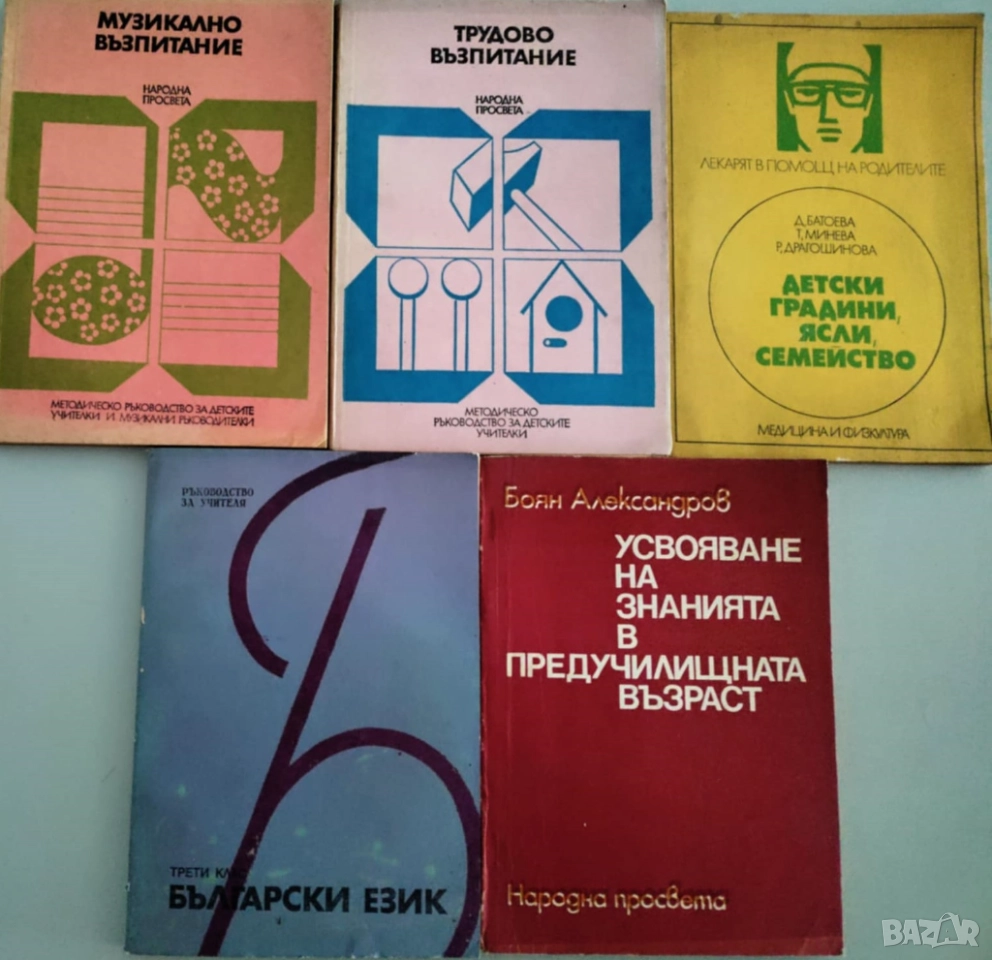 МУЗИКАЛНО
ВЪЗПИТАНИЕ
НАРОДНА
ПРОСВЕТА
МЕТОДИЧЕСКО РЪКОВОДСТВО ЗА ДЕТСКИТЕ
УЧИТЕЛКИ И МУЗИКАЛНИ РЪКОВОДИТЕЛКИ
ТРУДОВО
ВЪЗПИТАНИЕ
НАРОДНА
ПРОСВЕТА
МЕТОДИЧЕСКО
РЪКОВОДСТВО ЗА ДЕТСКИТЕ
УЧИТЕЛКИ
ЛЕКАРЯТ В ПОМОЩ НА РОДИТЕЛИТЕ
Д. БАТОЕВА
Т. МИНЕВА
Р. ДРАГОШИНОВА
ДЕТСКИ
ГРАДИНИ,
ЯСЛИ,
СЕМЕЙСТВО
МЕДИЦИНА И ФИЗКУЛТУРА
РЪКОВОДСТВО
ЗА УЧИТЕЛЯ
ТРЕТИ КЛАС
БЪЛГАРСКИ ЕЗИК
Боян Александров
УСВОЯВАНЕ
НА
ЗНАНИЯТА
В
ПРЕДУЧИЛИЩНАТА
ВЪЗРАСТ
Народна просвета
BAZAR